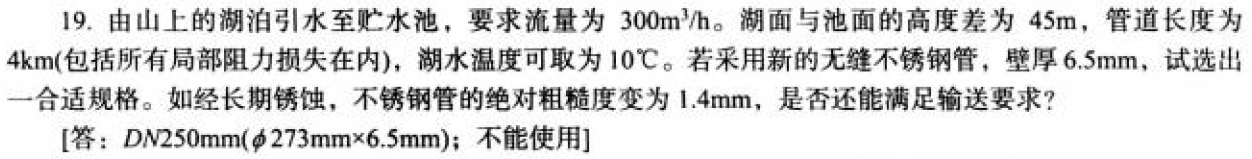 19. 由山上的湖泊引水至贮水池，要求流量为 300m³/h。湖面与池面的高度差为 45m，管道长度为
4km(包括所有局部阻力损失在内)，湖水温度可取为10℃。若采用新的无缝不锈钢管，壁厚6.5mm，试选出
一合适规格。如经长期锈蚀，不锈钢管的绝对粗糙度变为 1.4mm，是否还能满足输送要求？
[答：DN250mm(ϕ273mm×6.5mm)；不能使用]